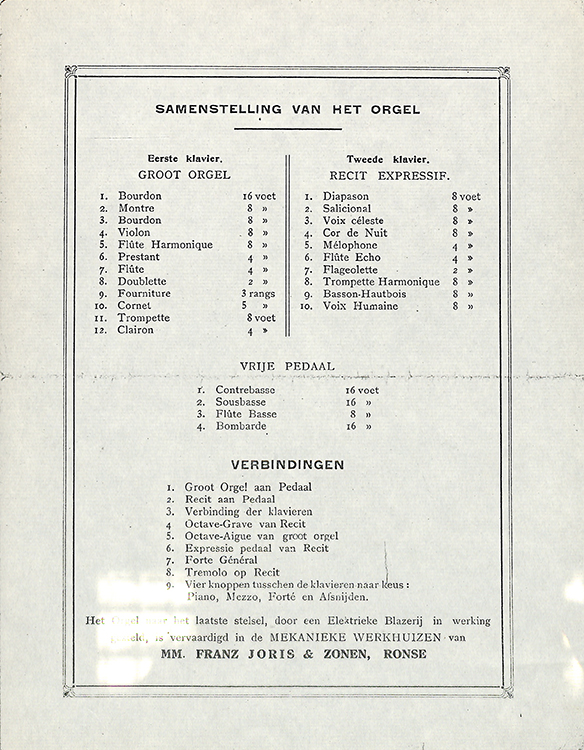 SAMENSTELLING VAN HET ORGEL
Eerste klavier.
GROOT ORGEL
1. Bourdon 16 voet
2. Montre 8 »
3. Bourdon 8 »
4. Violon 8 »
5. Flûte Harmonique 8 »
6. Prestant 4 »
7. Flûte 4 »
8. Doublette 2 »
9. Fourniture 3 rangs
10. Cornet 5 »
11. Trompette 8 voet
12. Clairon 4 »
Tweede klavier.
RECIT EXPRESSIF.
1. Diapason 8 voet
2. Salicional 8 »
3. Voix céleste 8 »
4. Cor de Nuit 8 »
5. Mélophone 4 »
6. Flûte Echo 4 »
7. Flageolette 2 »
8. Trompette Harmonique 8 »
9. Basson-Hautbois 8 »
10. Voix Humaine 8 »
VRIJE PEDAAL
1. Contrebasse 16 voet
2. Sousbasse 16 »
3. Flûte Basse 8 »
4. Bombarde 16 »
VERBINDINGEN
1. Groot Orgel aan Pedaal
2. Recit aan Pedaal
3. Verbinding der klavieren
4 Octave-Grave van Recit
5. Octave-Aigue van groot orgel
6. Expressie pedaal van Recit
7. Forte Général
8. Tremolo op Recit
9. Vier knoppen tusschen de klavieren naar keus :
Piano, Mezzo, Forté en Afsnijden.
Het het laatste stelsel, door een Elektrieke Blazerij in werking
is vervaardigd in de MEKANIEKE WERKHUIZEN van
MM. FRANZ JORIS & ZONEN, RONSE